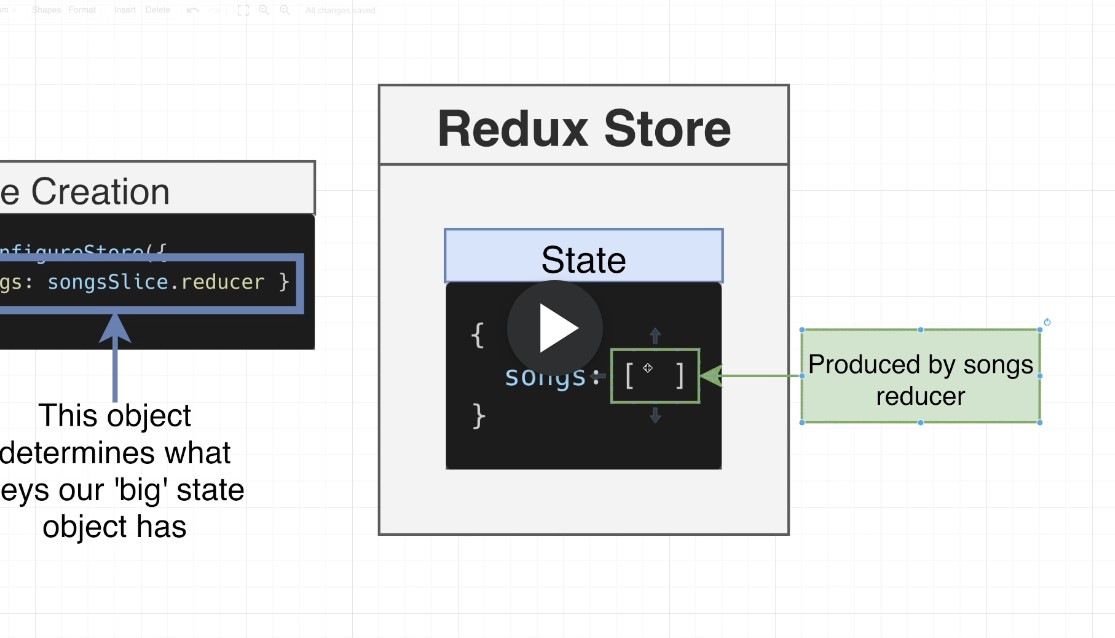 Shapes Format Insert Delete All changes saved
Redux Store
e Creation
nfigureStore({
gs: songsSlice.reducer }
This object
determines what
eys our 'big' state
object has
State
{
songs: [ ]
}
Produced by songs
reducer